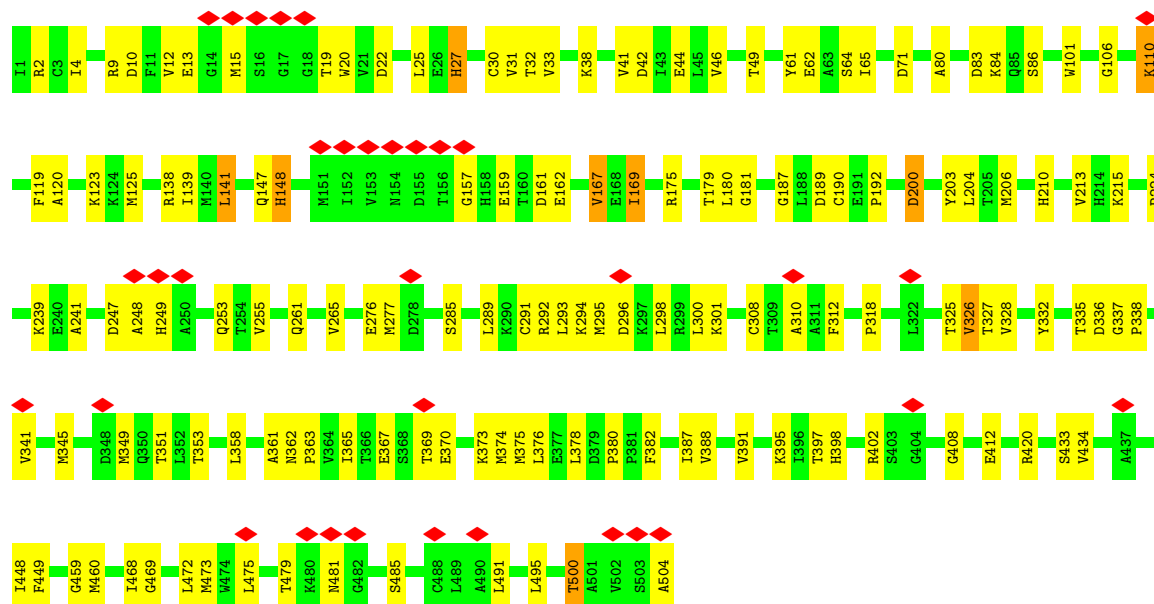 I1 R2 C3 I4 R9 D10 F11 V12 E13 G14 M15 S16 G17 G18 T19 W20 V21 D22 L25 E26 H27 C30 V31 T32 V33 K38 V41 D42 I43 E44 L45 V46 T49 Y61 E62 A63 S64 I65 D71 A80 D83 K84 Q85 S86 W101 G106 K110
F119 A120 K123 K124 M125 R138 I139 M140 L141 Q147 H148 M151 I152 V153 N154 D155 T156 G157 H158 E159 T160 D161 E162 V167 E168 I169 R175 T179 L180 G181 G187 L188 D189 C190 E191 P192 D200 Y203 L204 T205 M206 H210 V213 H214 K215
K239 E240 A241 D247 A248 H249 A250 Q253 T254 V255 Q261 V265 E276 M277 D278 S285 L289 K290 C291 R292 L293 K294 M295 D296 K297 L298 R299 L300 K301 C308 T309 A310 A311 F312 P318 L322 T325 V326 T327 V328 Y332 T335 D336 G337 P338
V341 M345 D348 M349 Q350 T351 L352 T353 L358 A361 N362 P363 V364 I365 T366 E367 S368 T369 E370 K373 M374 M375 L376 E377 L378 D379 P380 P381 F382 I387 V388 V391 K395 I396 T397 H398 R402 S403 G404 G408 E412 R420 S433 V434 A437
I448 F449 G459 M460 I468 G469 L472 M473 W474 L475 T479 K480 N481 G482 S485 C488 L489 A490 L491 L495 T500 A501 V502 S503 A504